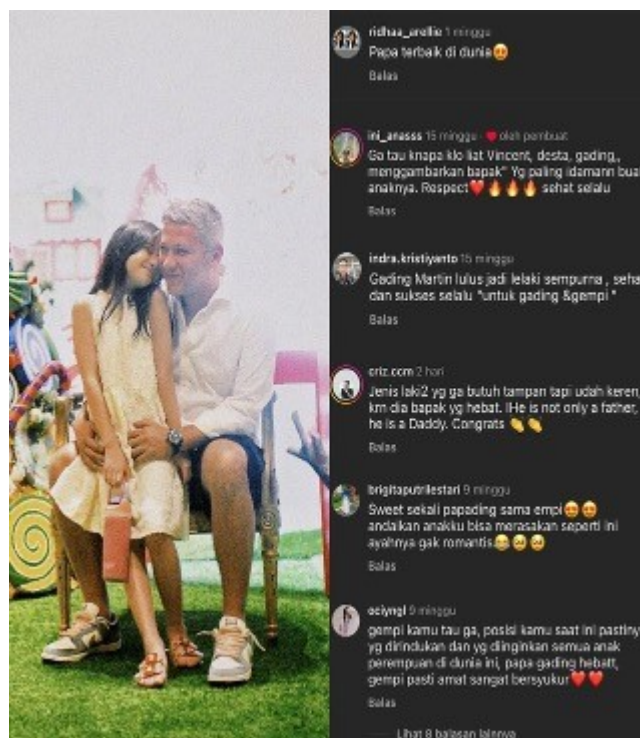 ridhaa_arellie 1 minggu
Papa terbaik di dunia😍
Balas
ini_anasss 15 minggu · ❤️ oleh pembuat
Ga tau knapa klo liat Vincent, desta, gading,,
menggambarkan bapak" Yg paling idamann buat
anaknya. Respect❤️🔥🔥🔥 sehat selalu
Balas
indra.kristiyanto 15 minggu
Gading Martin lulus jadi lelaki sempurna , seha
dan sukses selalu "untuk gading &gempi "
Balas
criz.ccm 2 hari
Jenis laki2 yg ga butuh tampan tapi udah keren,
krn dia bapak yg hebat. IHe is not only a father,
he is a Daddy. Congrats 👏👏
Balas
brigitaputrilestari 9 minggu
Sweet sekali papading sama empi😍😍
andaikan anakku bisa merasakan seperti ini
ayahnya gak romantis😂🥺🥺
Balas
ociyngl 9 minggu
gempi kamu tau ga, posisi kamu saat ini pastiny
yg dirindukan dan yg diinginkan semua anak
perempuan di dunia ini, papa gading hebatt,
gempi pasti amat sangat bersyukur❤️❤️
Balas
Lihat 8 balasan lainnya